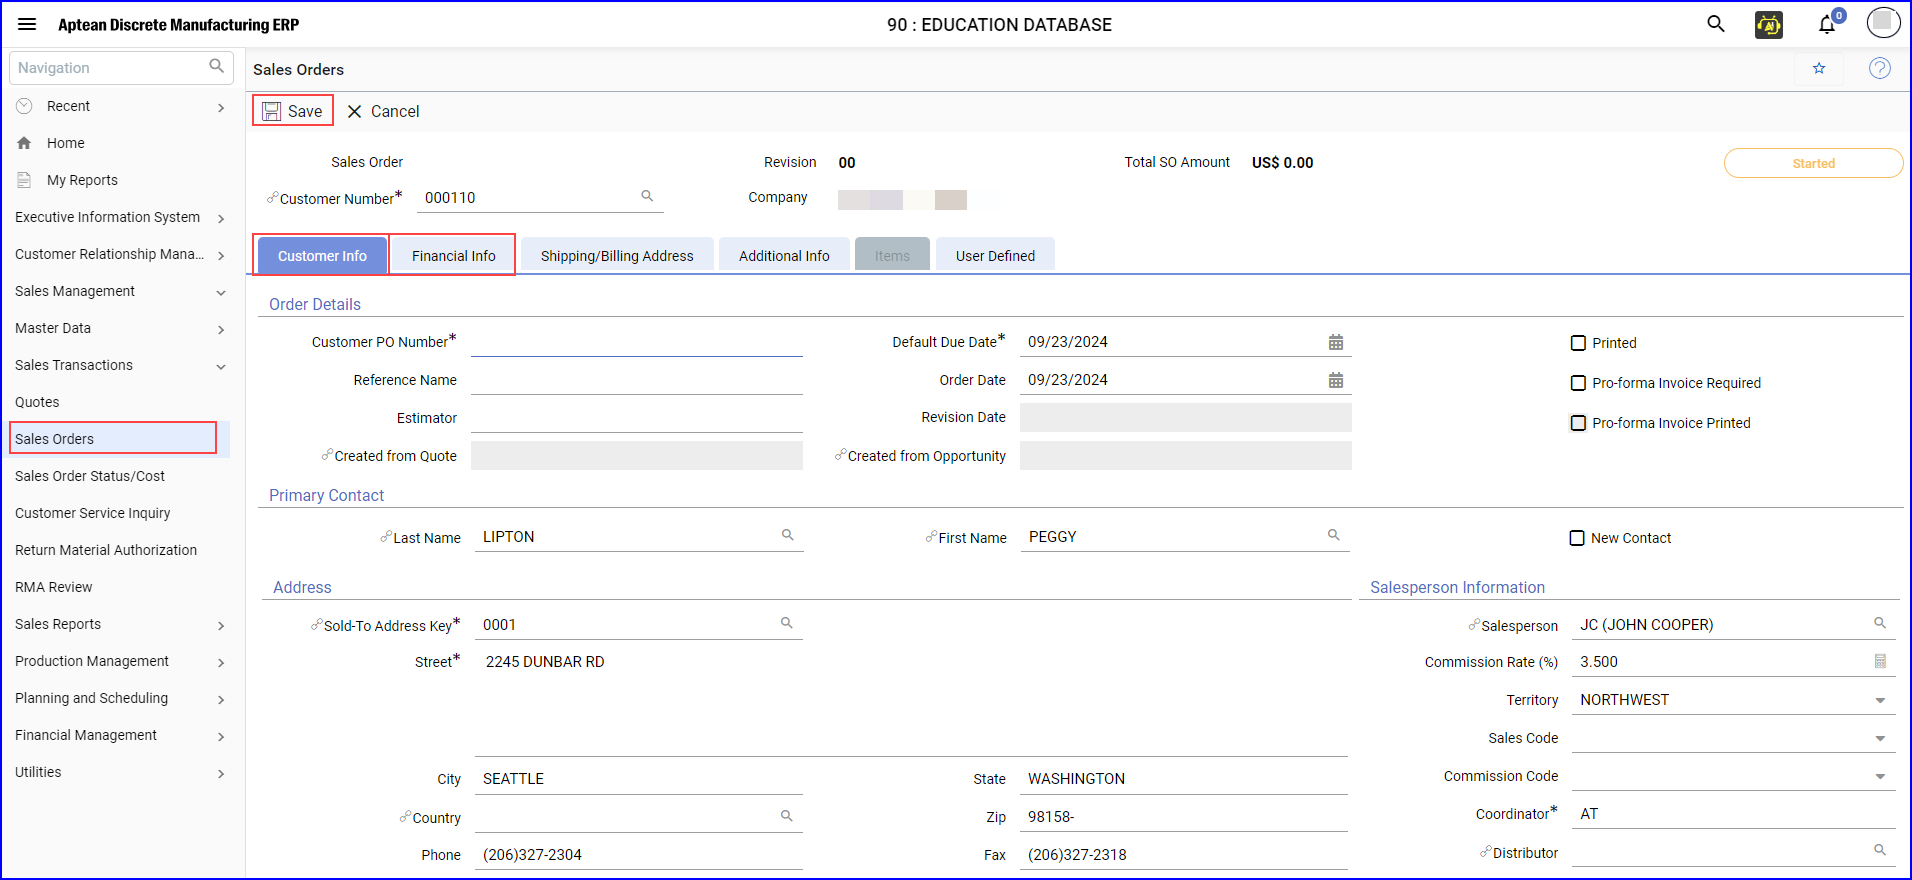 Aptean Discrete Manufacturing ERP
90 : EDUCATION DATABASE
AI
0
Navigation
Recent
Home
My Reports
Executive Information System
Customer Relationship Mana...
Sales Management
Master Data
Sales Transactions
Quotes
Sales Orders
Sales Order Status/Cost
Customer Service Inquiry
Return Material Authorization
RMA Review
Sales Reports
Production Management
Planning and Scheduling
Financial Management
Utilities
Sales Orders
?
Save Cancel
Sales Order Revision 00 Total SO Amount US$ 0.00 Started
Customer Number* 000110 Company
Customer Info Financial Info Shipping/Billing Address Additional Info Items User Defined
Order Details
Customer PO Number* Default Due Date* 09/23/2024 Printed
Reference Name Order Date 09/23/2024 Pro-forma Invoice Required
Estimator Revision Date Pro-forma Invoice Printed
Created from Quote Created from Opportunity
Primary Contact
Last Name LIPTON First Name PEGGY New Contact
Address
Sold-To Address Key* 0001
Street* 2245 DUNBAR RD
City SEATTLE State WASHINGTON
Country Zip 98158-
Phone (206)327-2304 Fax (206)327-2318
Salesperson Information
Salesperson JC (JOHN COOPER)
Commission Rate (%) 3.500
Territory NORTHWEST
Sales Code
Commission Code
Coordinator* AT
Distributor